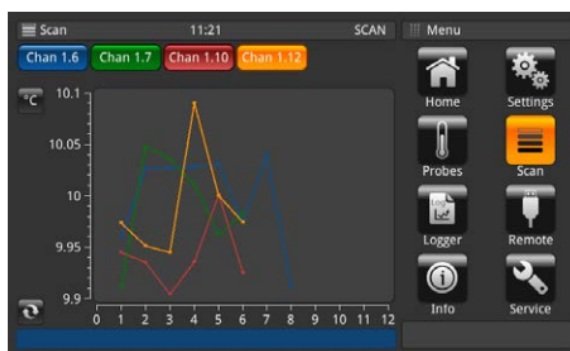 Scan 11:21 SCAN
Menu
Chan 1.6 Chan 1.7 Chan 1.10 Chan 1.12
°C
10.1
10.05
10
9.95
9.9
0 1 2 3 4 5 6 7 8 9 10 11 12
Home Settings
Probes Scan
Log
Logger Remote
Info Service